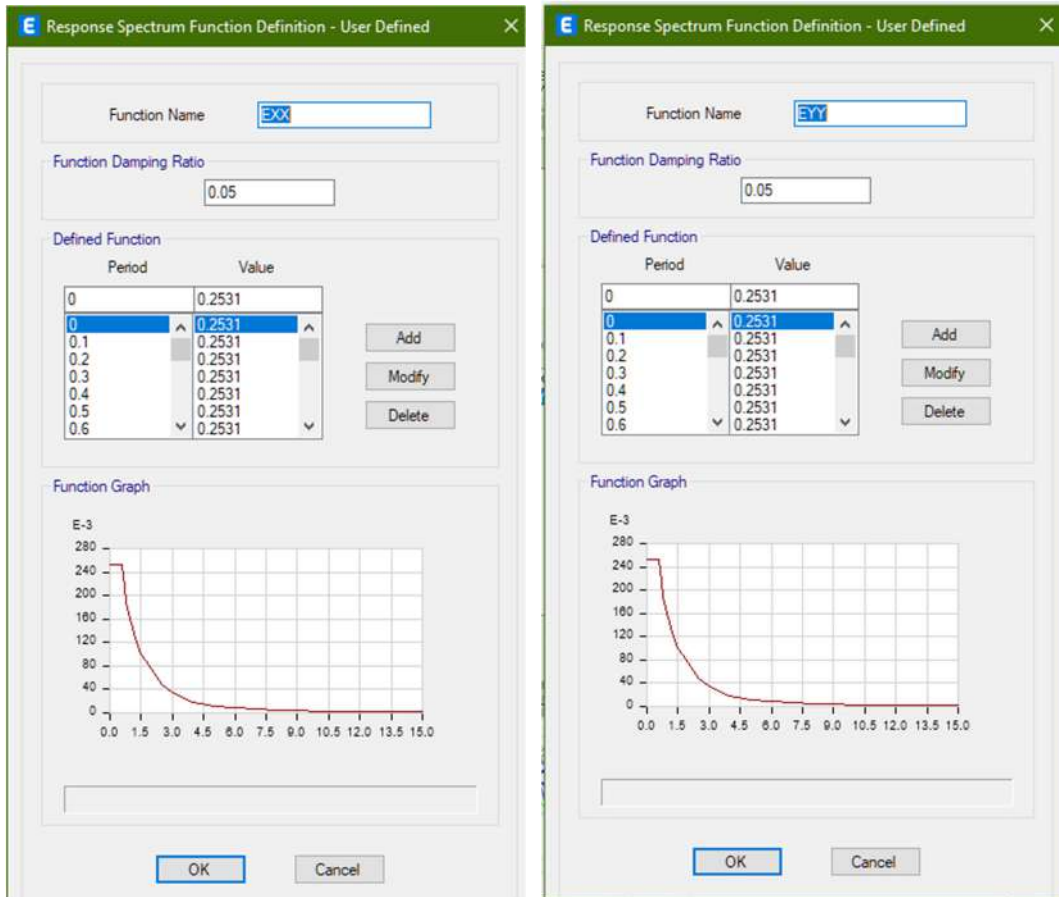 E Response Spectrum Function Definition - User Defined
Function Name EXX
Function Damping Ratio
0.05
Defined Function
Period Value
0 0.2531
0 0.2531
0.1 0.2531
0.2 0.2531
0.3 0.2531
0.4 0.2531
0.5 0.2531
0.6 0.2531
Add
Modify
Delete
Function Graph
E-3
280
240
200
160
120
80
40
0
0.0 1.5 3.0 4.5 6.0 7.5 9.0 10.5 12.0 13.5 15.0
OK Cancel
E Response Spectrum Function Definition - User Defined
Function Name EYY
Function Damping Ratio
0.05
Defined Function
Period Value
0 0.2531
0 0.2531
0.1 0.2531
0.2 0.2531
0.3 0.2531
0.4 0.2531
0.5 0.2531
0.6 0.2531
Add
Modify
Delete
Function Graph
E-3
280
240
200
160
120
80
40
0
0.0 1.5 3.0 4.5 6.0 7.5 9.0 10.5 12.0 13.5 15.0
OK Cancel